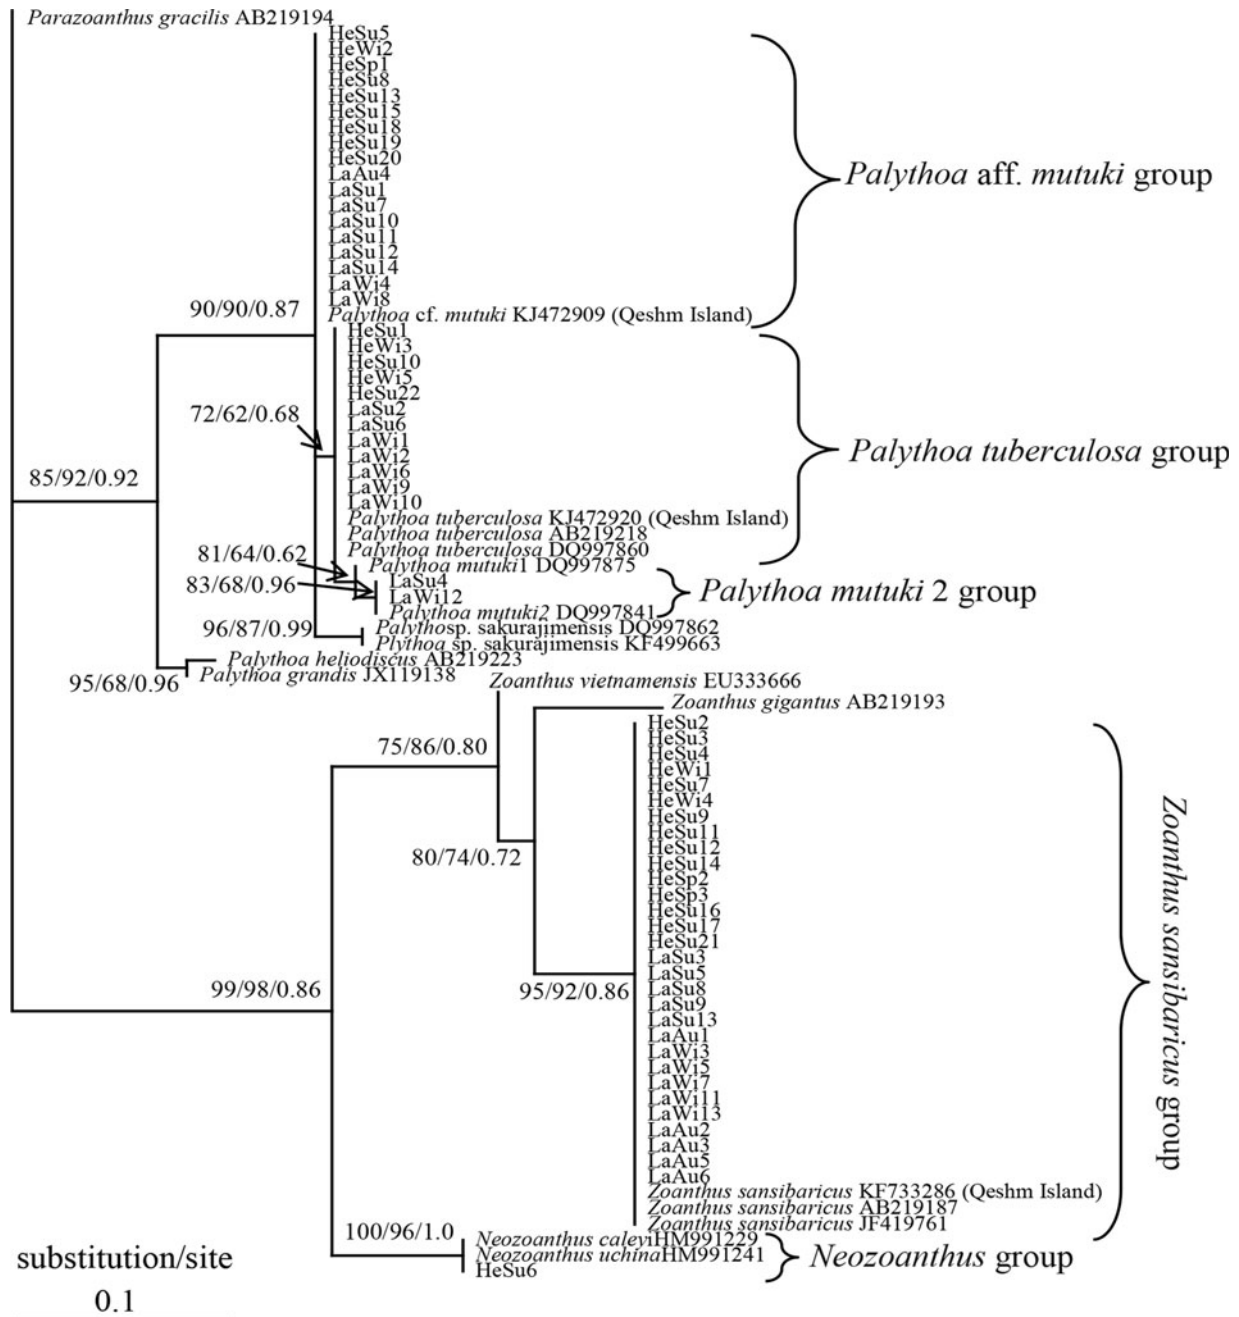 Parazoanthus gracilis AB219194
HeSu5
HeWi2
HeSp1
HeSu8
HeSu13
HeSu15
HeSu18
HeSu19
HeSu20
LaAu4
LaSu1
LaSu7
LaSu10
LaSu11
LaSu12
LaSu14
LaWi4
LaWi8
Palythoa cf. mutuki KJ472909 (Qeshm Island)
Palythoa aff. mutuki group
90/90/0.87
HeSu1
HeWi3
HeSu10
HeWi5
HeSu22
LaSu2
LaSu6
LaWi1
LaWi2
LaWi6
LaWi9
LaWi10
Palythoa tuberculosa KJ472920 (Qeshm Island)
Palythoa tuberculosa AB219218
Palythoa tuberculosa DQ997860
Palythoa tuberculosa group
72/62/0.68
85/92/0.92
81/64/0.62
Palythoa mutuki1 DQ997875
83/68/0.96
LaSu4
LaWi12
Palythoa mutuki2 DQ997841
Palythoa mutuki 2 group
96/87/0.99
Palythosp. sakurajimensis DQ997862
Plythoa sp. sakurajimensis KF499663
Palythoa heliodiscus AB219223
Palythoa grandis JX119138
95/68/0.96
Zoanthus vietnamensis EU333666
Zoanthus gigantus AB219193
75/86/0.80
80/74/0.72
HeSu2
HeSu3
HeSu4
HeWi1
HeSu7
HeWi4
HeSu9
HeSu11
HeSu12
HeSu14
HeSp2
HeSp3
HeSu16
HeSu17
HeSu21
LaSu3
LaSu5
LaSu8
LaSu9
LaSu13
LaAu1
LaWi3
LaWi5
LaWi7
LaWi11
LaWi13
LaAu2
LaAu3
LaAu5
LaAu6
Zoanthus sansibaricus KF733286 (Qeshm Island)
Zoanthus sansibaricus AB219187
Zoanthus sansibaricus JF419761
Zoanthus sansibaricus group
95/92/0.86
99/98/0.86
100/96/1.0
Neozoanthus caleyiHM991229
Neozoanthus uchinaHM991241
HeSu6
Neozoanthus group
substitution/site
0.1